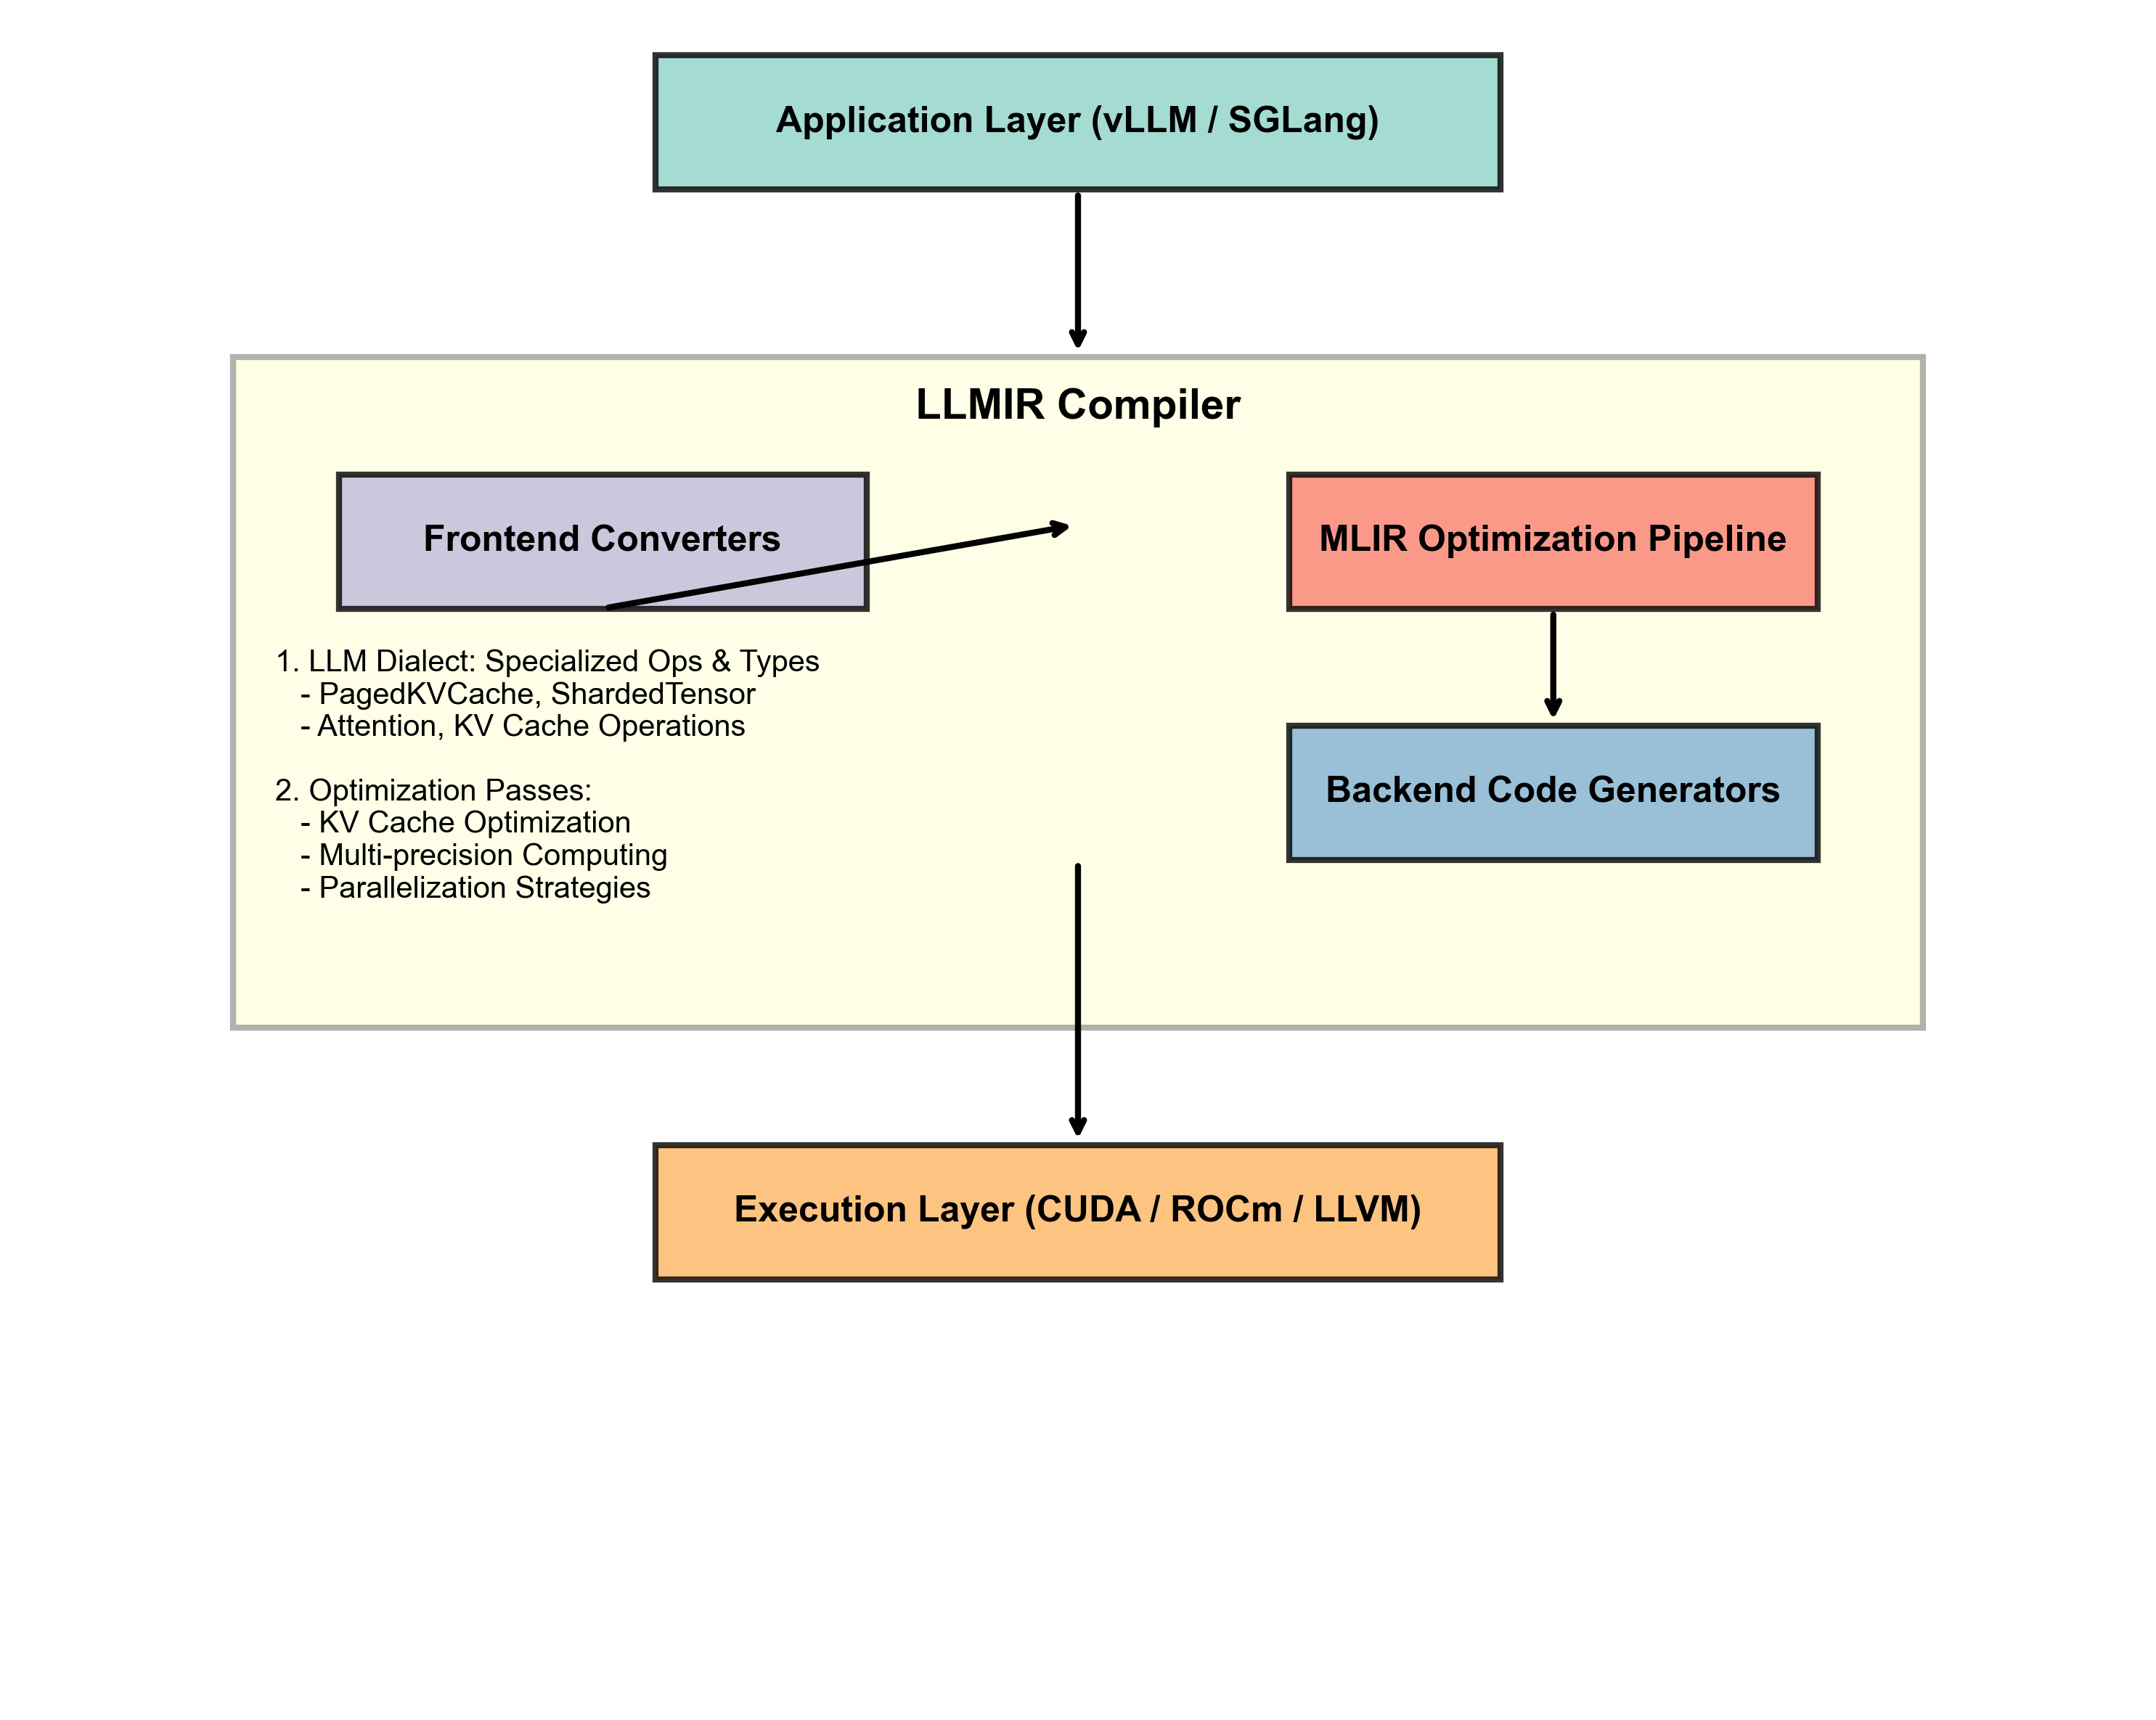 Application Layer (vLLM / SGLang)
LLMIR Compiler
Frontend Converters
MLIR Optimization Pipeline
1. LLM Dialect: Specialized Ops & Types
- PagedKVCache, ShardedTensor
- Attention, KV Cache Operations
2. Optimization Passes:
- KV Cache Optimization
- Multi-precision Computing
- Parallelization Strategies
Backend Code Generators
Execution Layer (CUDA / ROCm / LLVM)